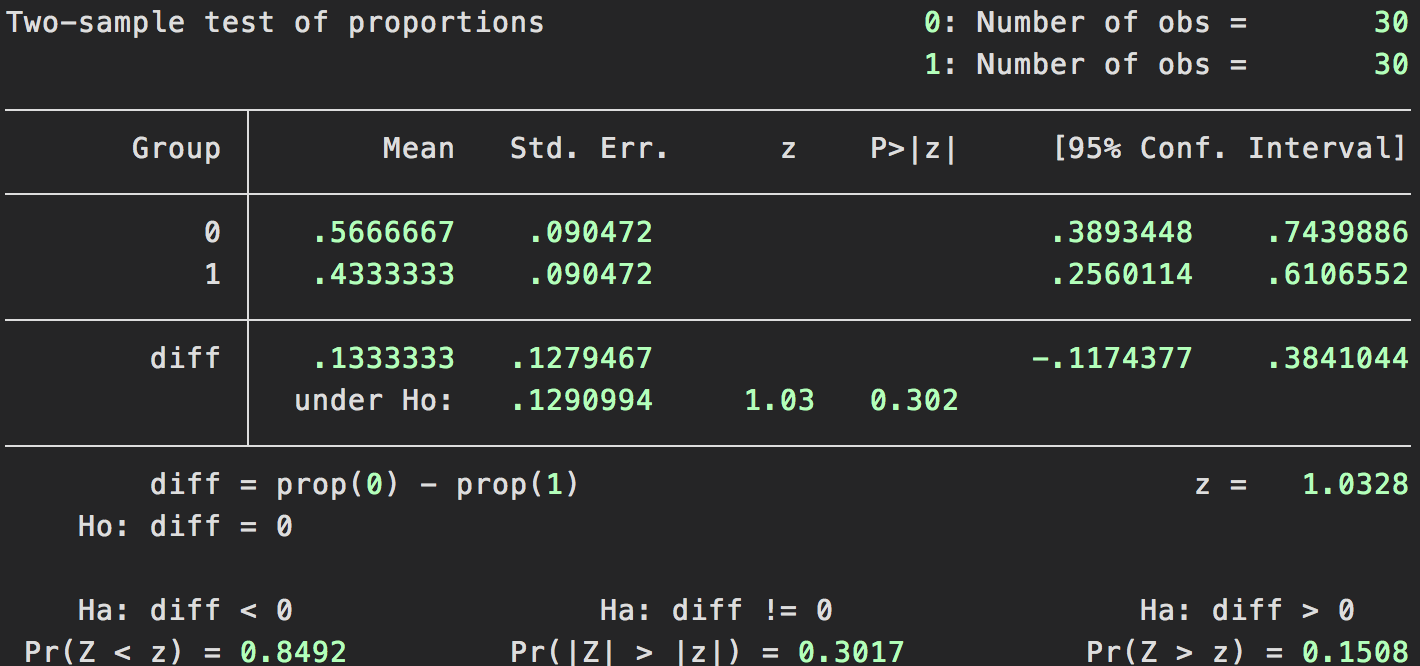 Two-sample test of proportions 0: Number of obs = 30
1: Number of obs = 30
Group Mean Std. Err. z P>|z| [95% Conf. Interval]
0 .5666667 .090472 .3893448 .7439886
1 .4333333 .090472 .2560114 .6106552
diff .1333333 .1279467 -.1174377 .3841044
under Ho: .1290994 1.03 0.302
diff = prop(0) - prop(1) z = 1.0328
Ho: diff = 0
Ha: diff < 0 Ha: diff != 0 Ha: diff > 0
Pr(Z < z) = 0.8492 Pr(|Z| > |z|) = 0.3017 Pr(Z > z) = 0.1508